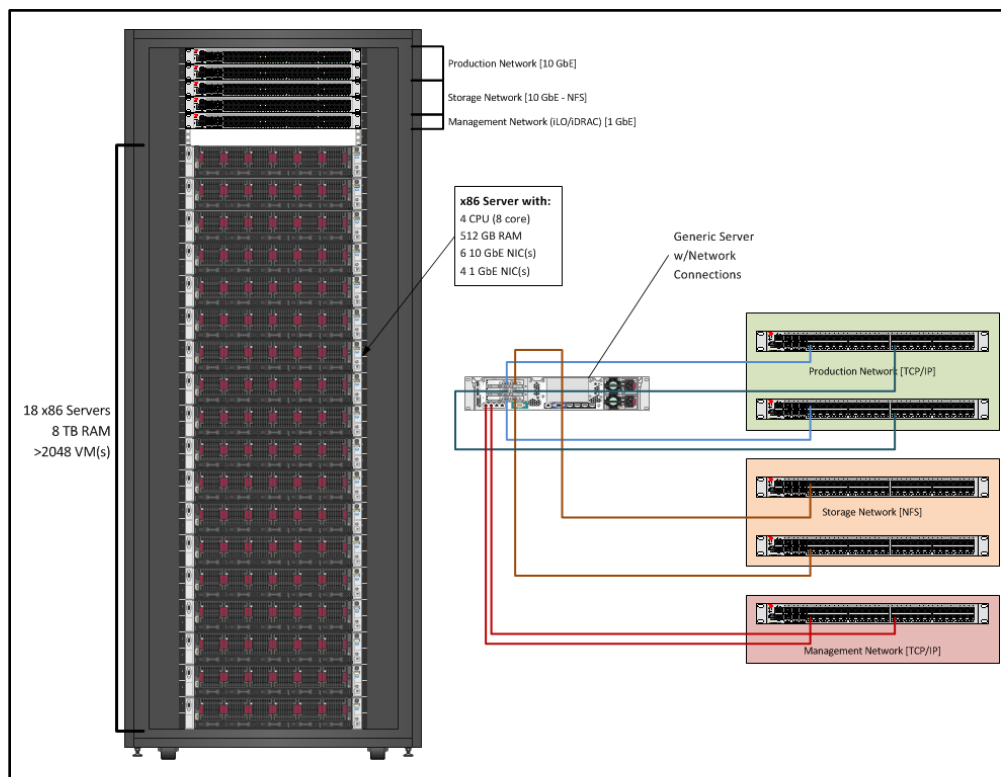 Production Network [10 GbE]
Storage Network [10 GbE - NFS]
Management Network (iLO/iDRAC) [1 GbE]
x86 Server with:
4 CPU (8 core)
512 GB RAM
6 10 GbE NIC(s)
4 1 GbE NIC(s)
Generic Server
w/Network
Connections
18 x86 Servers
8 TB RAM
>2048 VM(s)
Production Network [TCP/IP]
Storage Network [NFS]
Management Network [TCP/IP]